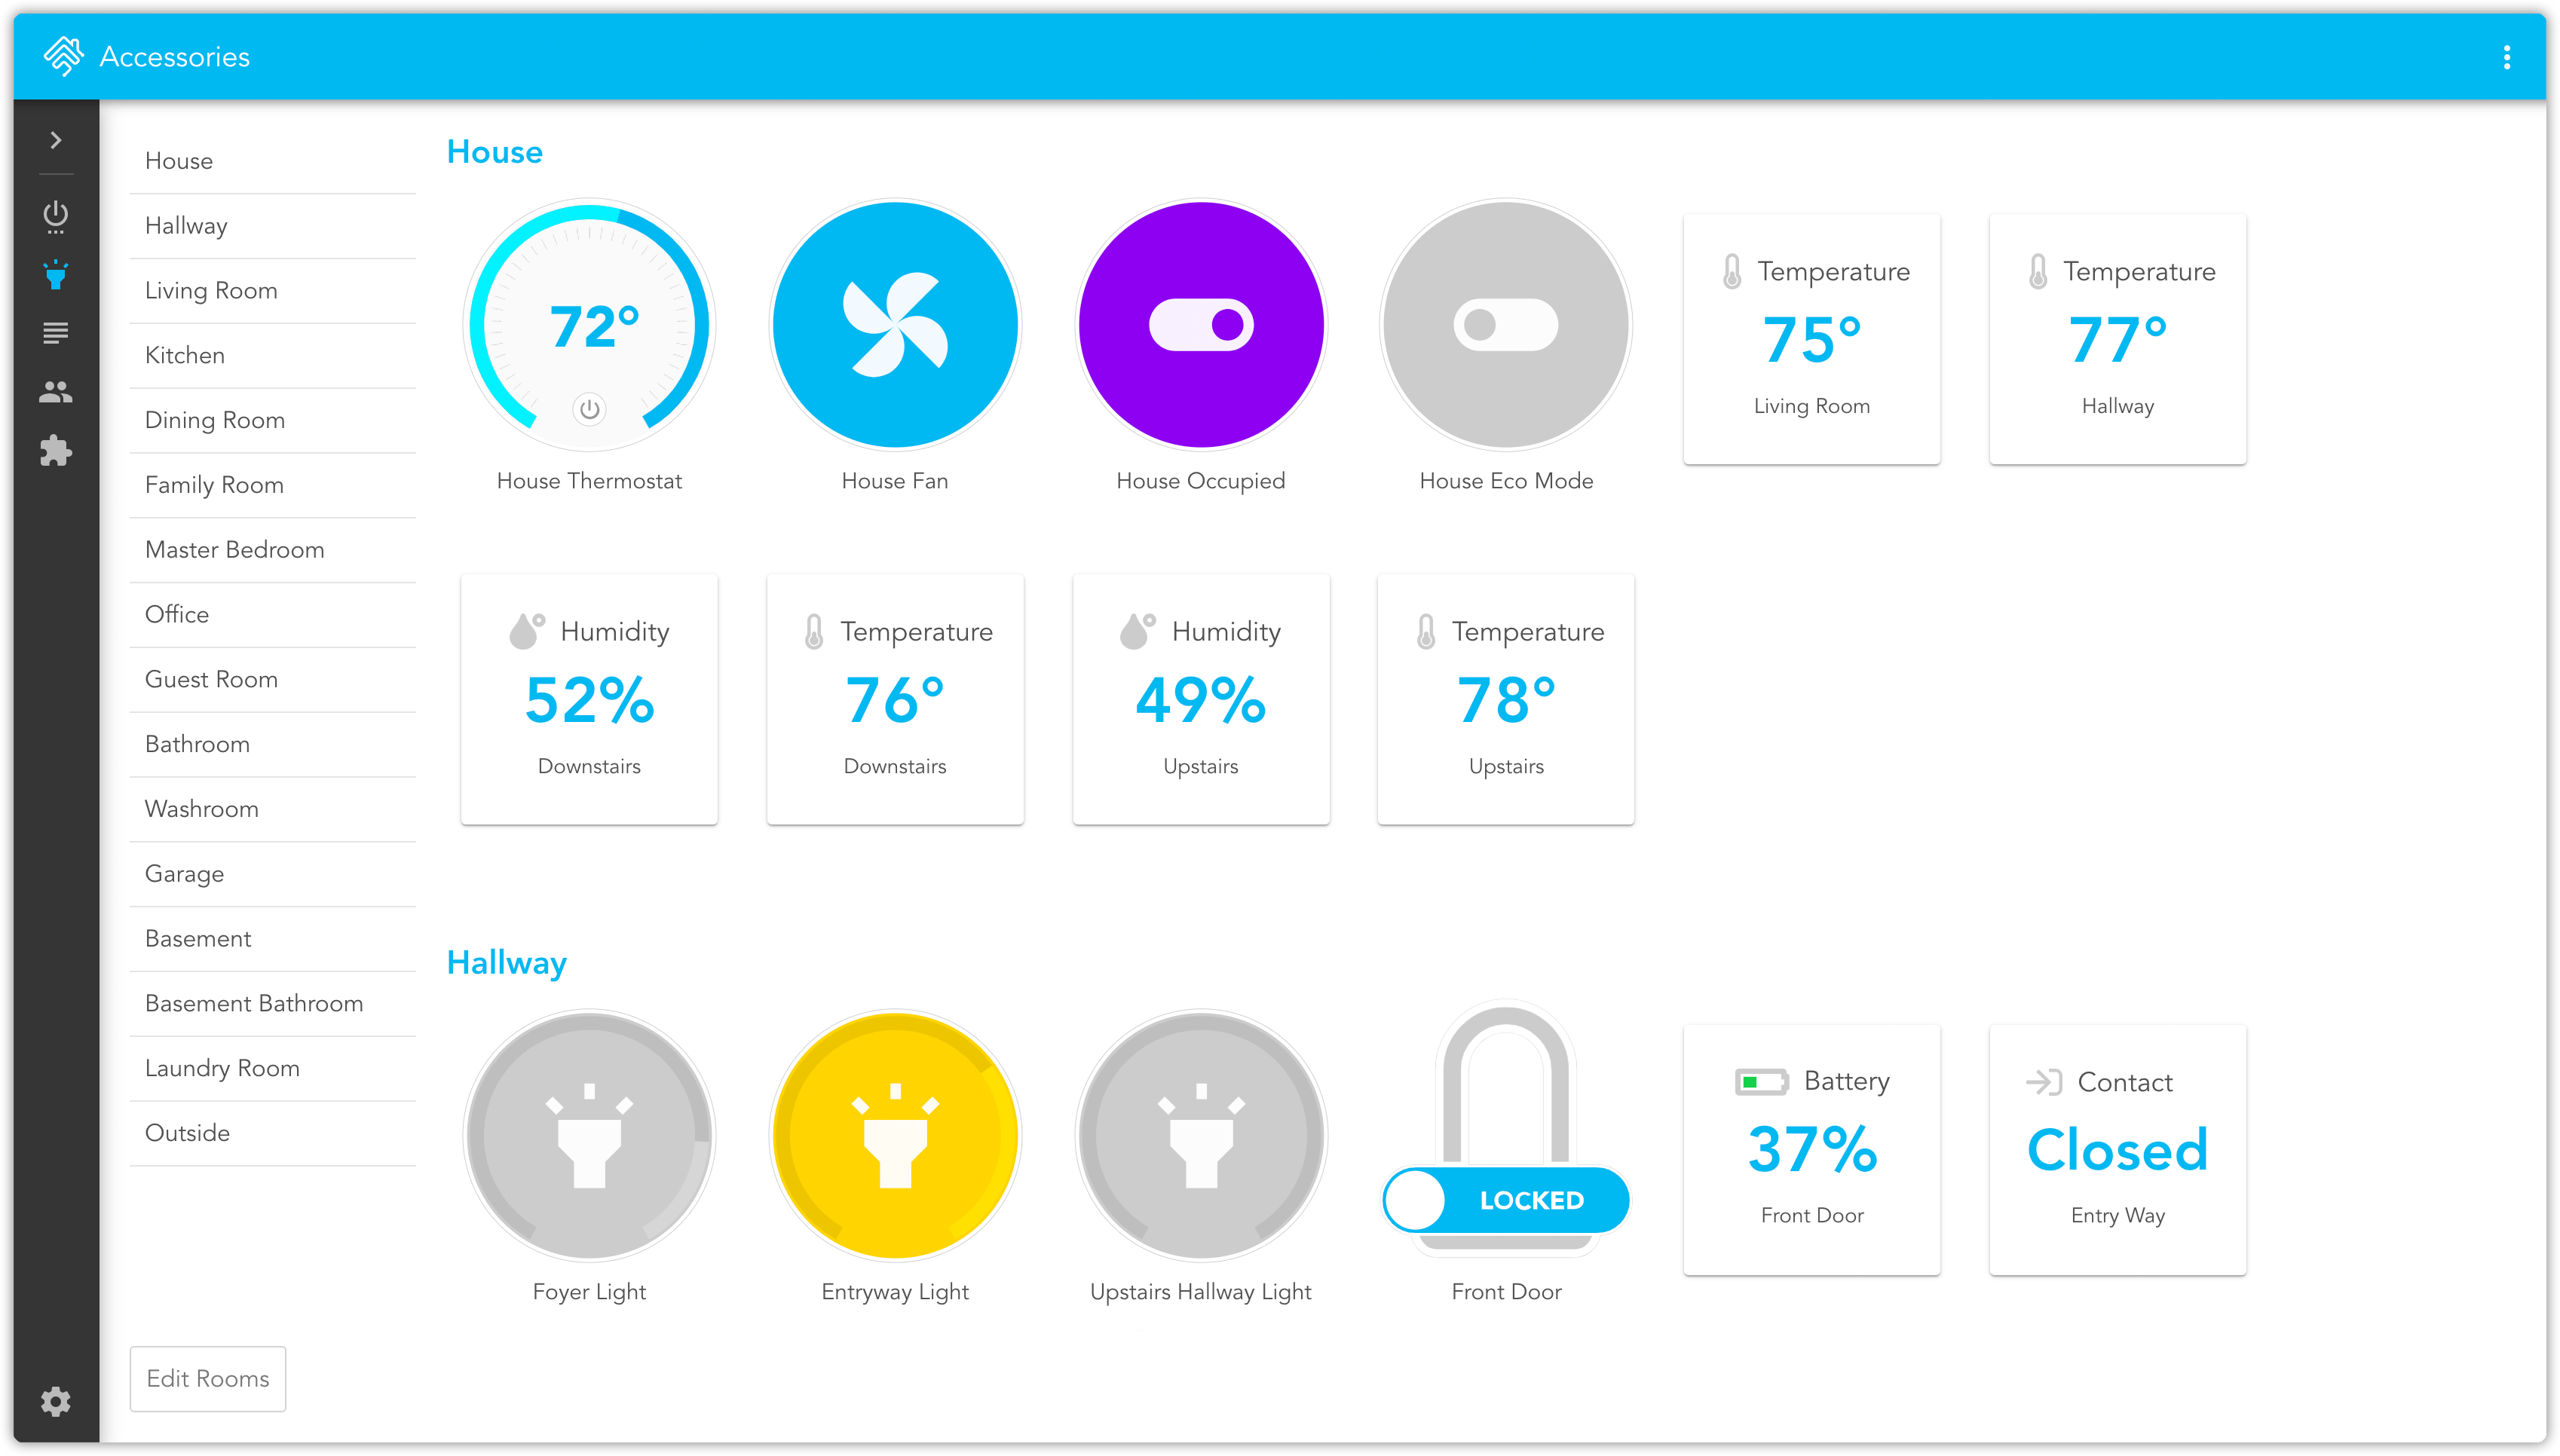 Accessories
House
Hallway
Living Room
Kitchen
Dining Room
Family Room
Master Bedroom
Office
Guest Room
Bathroom
Washroom
Garage
Basement
Basement Bathroom
Laundry Room
Outside
Edit Rooms
House
72°
House Thermostat
House Fan
House Occupied
House Eco Mode
Temperature
75°
Living Room
Temperature
77°
Hallway
Humidity
52%
Downstairs
Temperature
76°
Downstairs
Humidity
49%
Upstairs
Temperature
78°
Upstairs
Hallway
Foyer Light
Entryway Light
Upstairs Hallway Light
LOCKED
Front Door
Battery
37%
Front Door
Contact
Closed
Entry Way